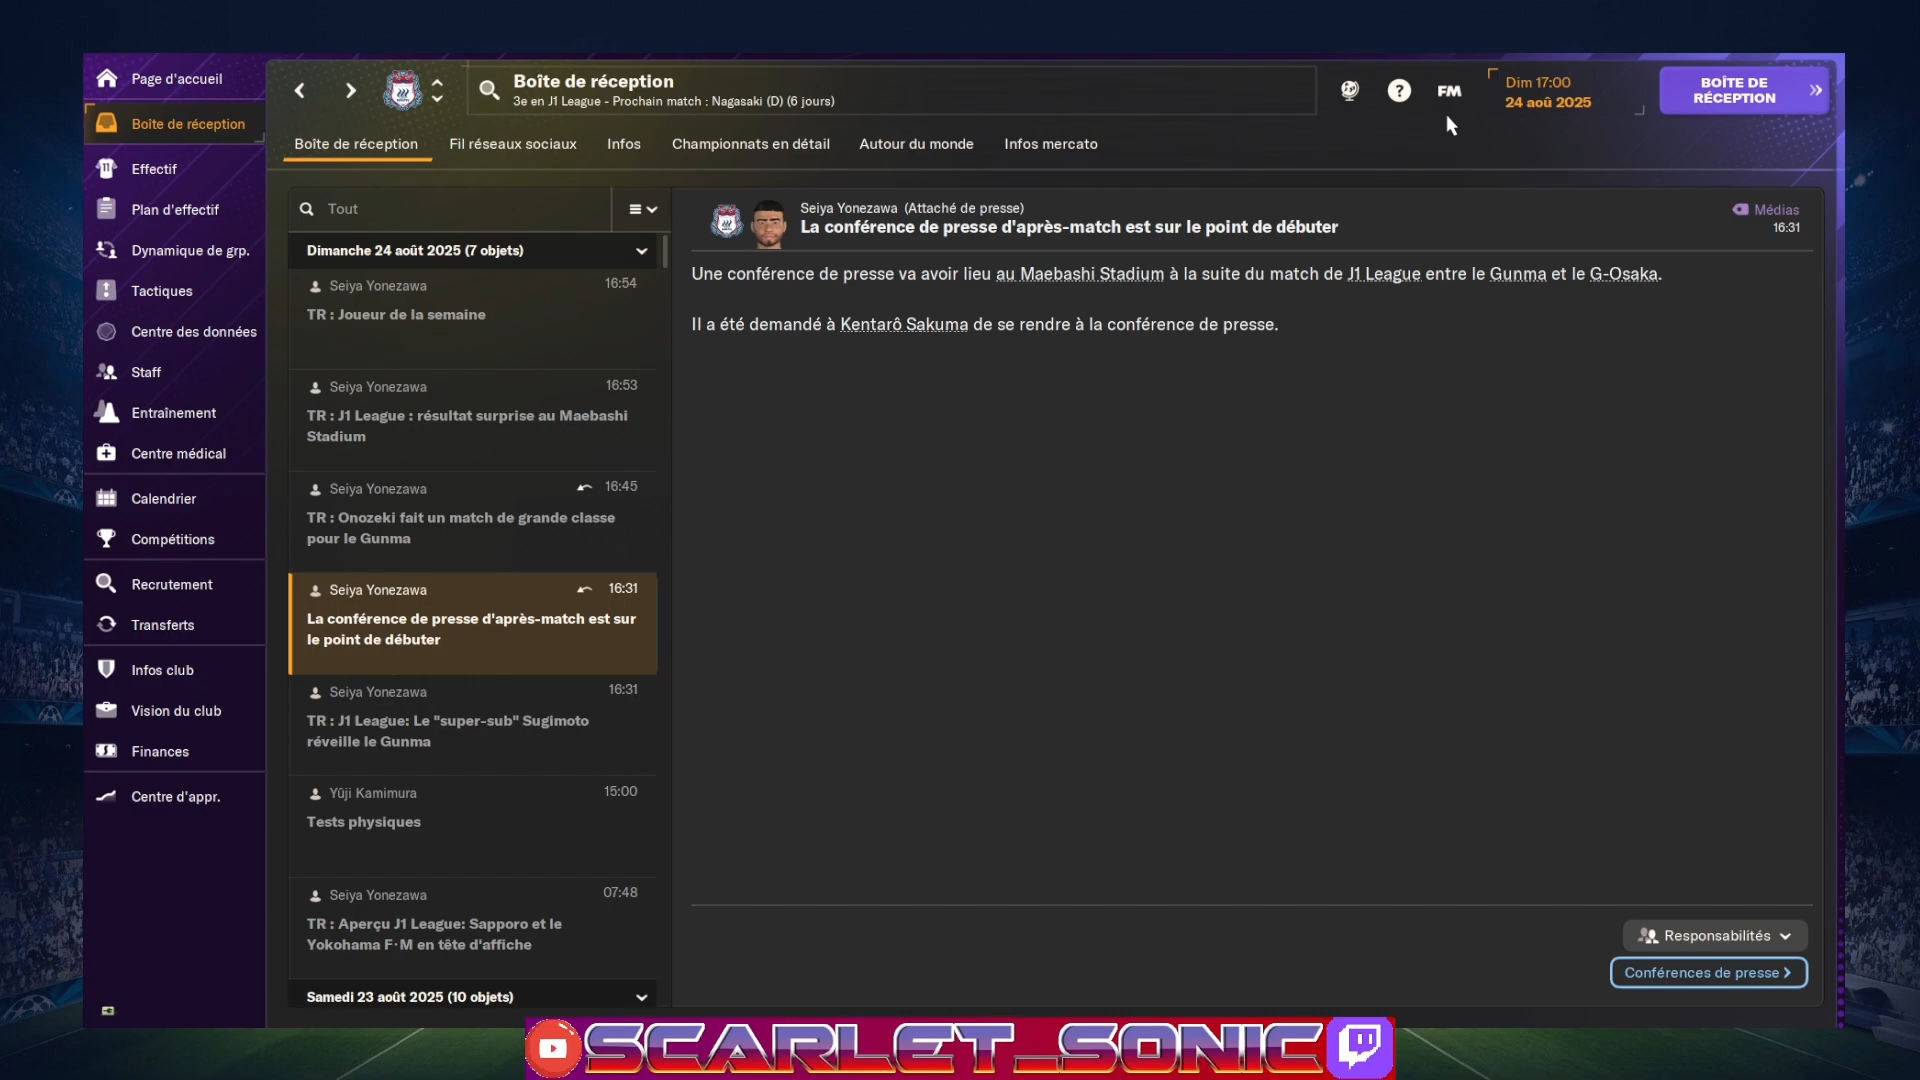 Page d'accueil
Boîte de réception
Effectif
Plan d'effectif
Dynamique de grp.
Tactiques
Centre des données
Staff
Entraînement
Centre médical
Calendrier
Compétitions
Recrutement
Transferts
Infos club
Vision du club
Finances
Centre d'appr.
Boîte de réception
3e en J1 League - Prochain match : Nagasaki (D) (6 jours)
FM
Dim 17:00
24 aoû 2025
BOÎTE DE
RÉCEPTION
Boîte de réception
Fil réseaux sociaux
Infos
Championnats en détail
Autour du monde
Infos mercato
Tout
Dimanche 24 août 2025 (7 objets)
Seiya Yonezawa 16:54
TR : Joueur de la semaine
Seiya Yonezawa 16:53
TR : J1 League : résultat surprise au Maebashi
Stadium
Seiya Yonezawa 16:45
TR : Onozeki fait un match de grande classe
pour le Gunma
Seiya Yonezawa 16:31
La conférence de presse d'après-match est sur
le point de débuter
Seiya Yonezawa 16:31
TR : J1 League: Le "super-sub" Sugimoto
réveille le Gunma
Yûji Kamimura 15:00
Tests physiques
Seiya Yonezawa 07:48
TR : Aperçu J1 League: Sapporo et le
Yokohama F·M en tête d'affiche
Samedi 23 août 2025 (10 objets)
Seiya Yonezawa (Attaché de presse)
La conférence de presse d'après-match est sur le point de débuter
Médias
16:31
Une conférence de presse va avoir lieu au Maebashi Stadium à la suite du match de J1 League entre le Gunma et le G-Osaka.
Il a été demandé à Kentarô Sakuma de se rendre à la conférence de presse.
Responsabilités
Conférences de presse
SCARLET_SONIC